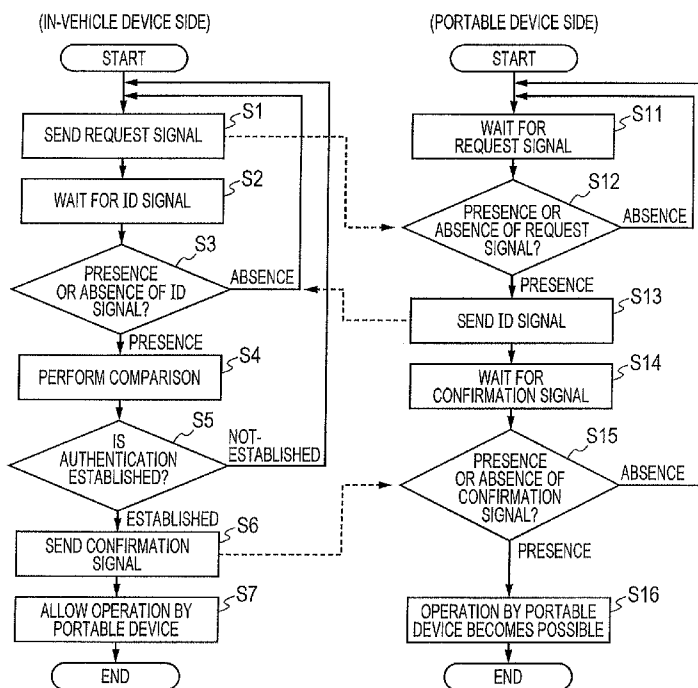 (IN-VEHICLE DEVICE SIDE)
START
S1
SEND REQUEST SIGNAL
S2
WAIT FOR ID SIGNAL
S3
PRESENCE
OR ABSENCE OF ID
SIGNAL?
ABSENCE
PRESENCE
S4
PERFORM COMPARISON
S5
IS
AUTHENTICATION
ESTABLISHED?
NOT-
ESTABLISHED
ESTABLISHED
S6
SEND CONFIRMATION
SIGNAL
S7
ALLOW OPERATION BY
PORTABLE DEVICE
END
(PORTABLE DEVICE SIDE)
START
S11
WAIT FOR
REQUEST SIGNAL
S12
PRESENCE OR
ABSENCE OF REQUEST
SIGNAL?
ABSENCE
PRESENCE
S13
SEND ID SIGNAL
S14
WAIT FOR
CONFIRMATION SIGNAL
S15
PRESENCE
OR ABSENCE OF
CONFIRMATION
SIGNAL?
ABSENCE
PRESENCE
S16
OPERATION BY PORTABLE
DEVICE BECOMES POSSIBLE
END